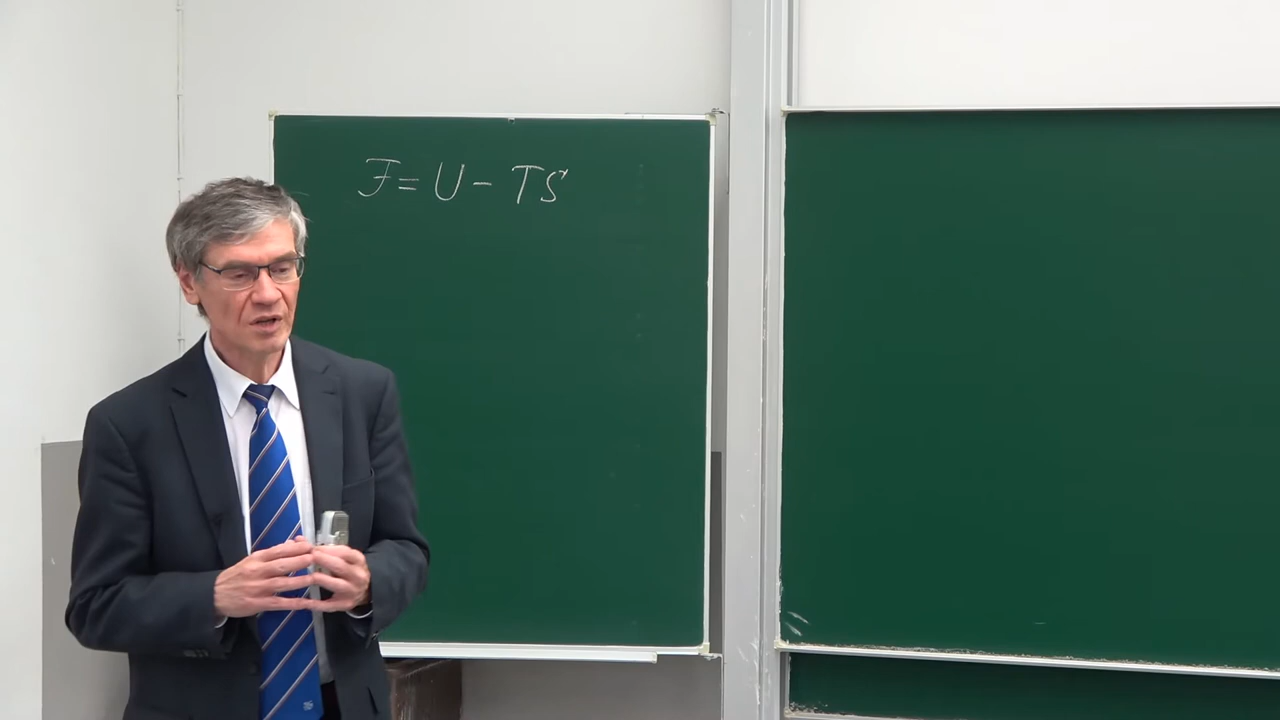 F = U - TS